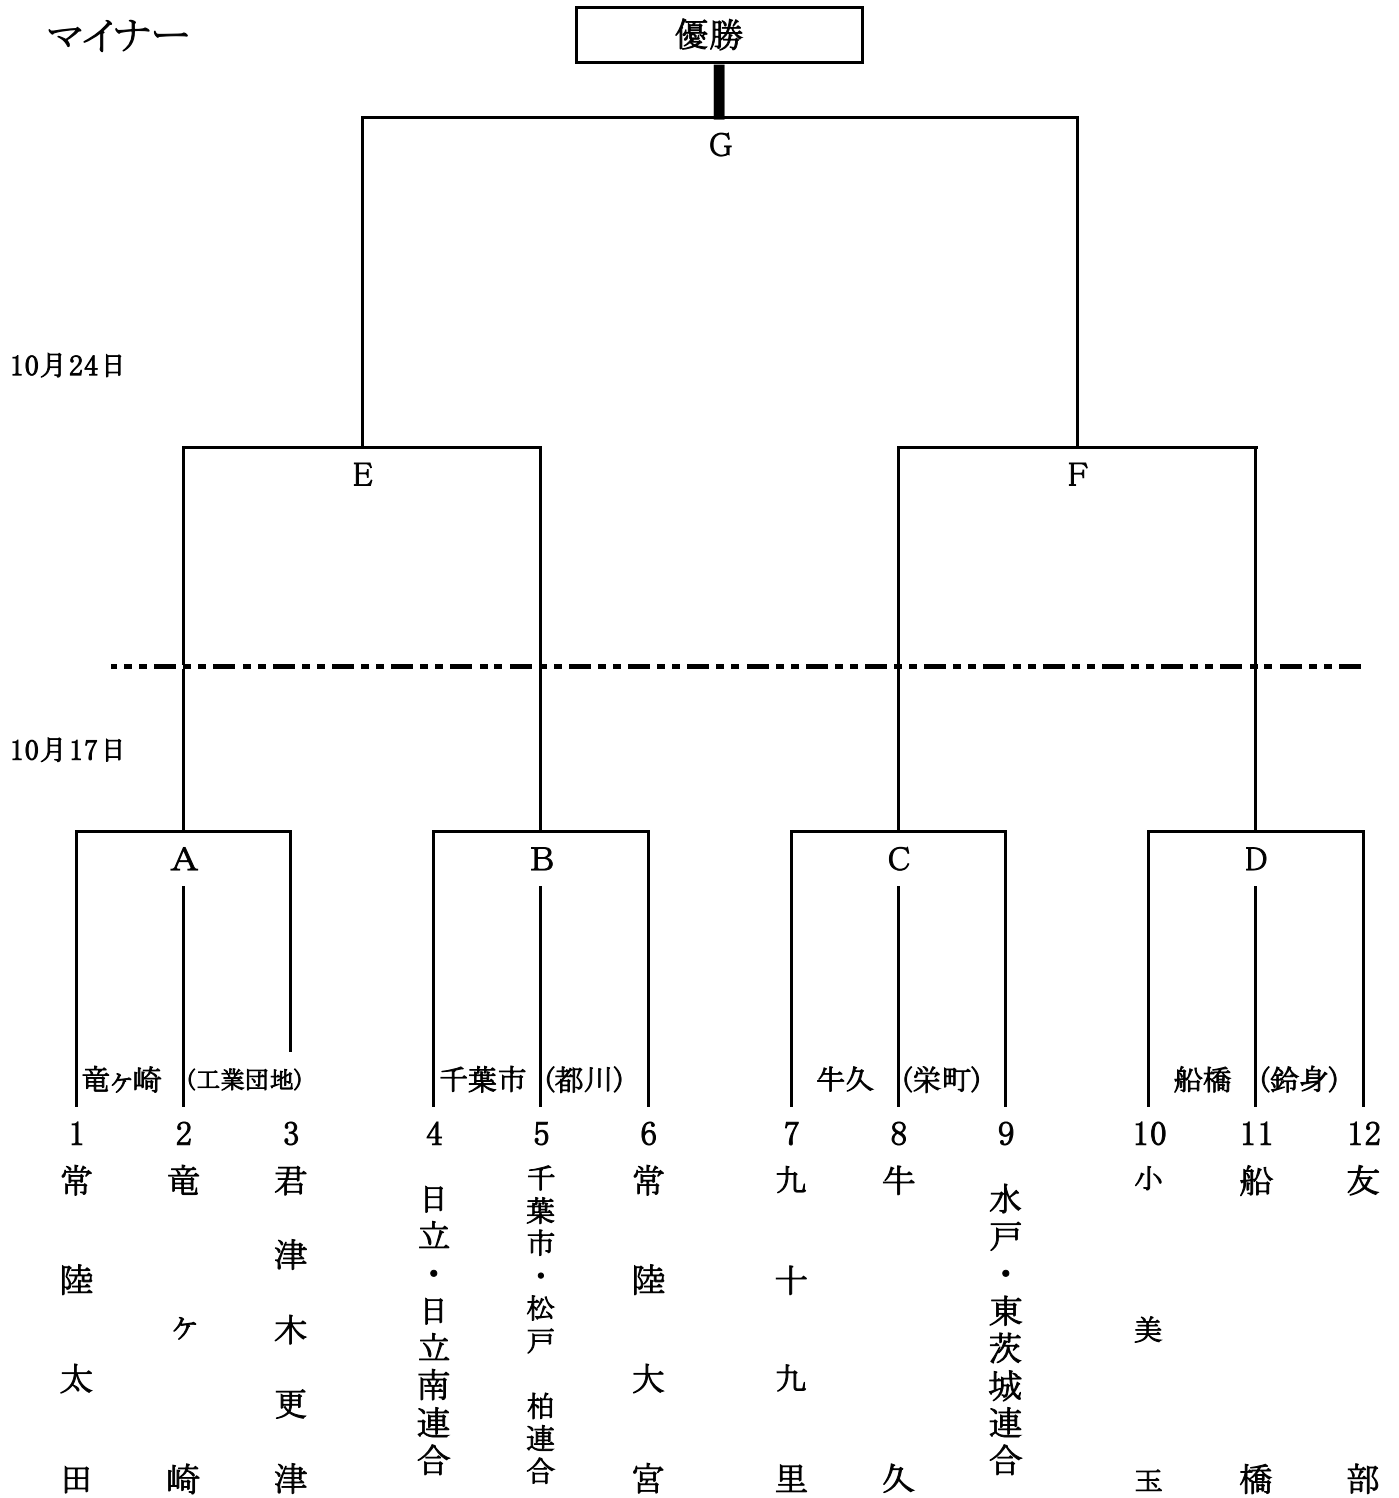 マイナー
優勝
G
10月24日
E
F
10月17日
A
B
C
D
竜ヶ崎 (工業団地)
千葉市 (都川)
牛久 (栄町)
船橋 (鈴身)
1
2
3
4
5
6
7
8
9
10
11
12
常陸太田
竜ヶ崎
君津木更津
日立・日立南連合
千葉市・松戸 柏連合
常陸大宮
九十九里
牛久
水戸・東茨城連合
小美玉
船橋
友部